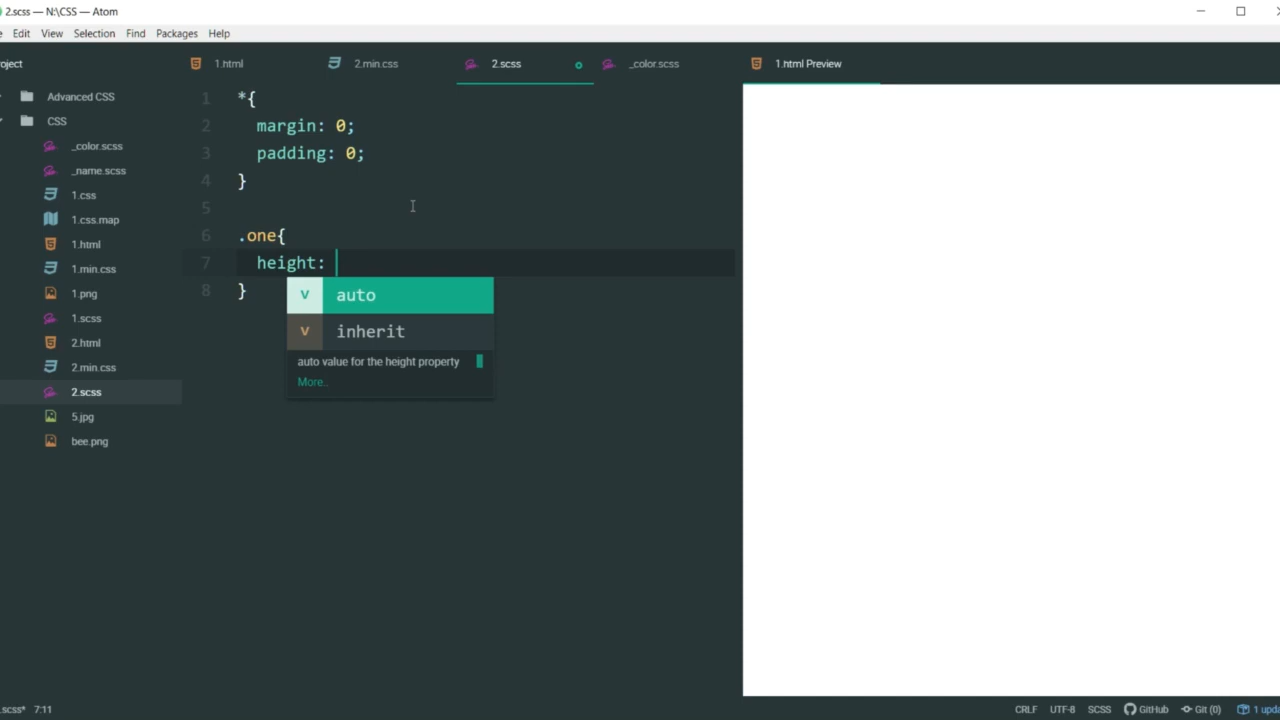 2.scss — N:\CSS — Atom
Edit View Selection Find Packages Help
oject
1.html
2.min.css
2.scss
_color.scss
1.html Preview
Advanced CSS
CSS
_color.scss
_name.scss
1.css
1.css.map
1.html
1.min.css
1.png
1.scss
2.html
2.min.css
2.scss
5.jpg
bee.png
1 *{
2 margin: 0;
3 padding: 0;
4 }
5
6 .one{
7 height:
8 }
v auto
v inherit
auto value for the height property
More..
.scss* 7:11
CRLF UTF-8 SCSS GitHub Git (0) 1 upda